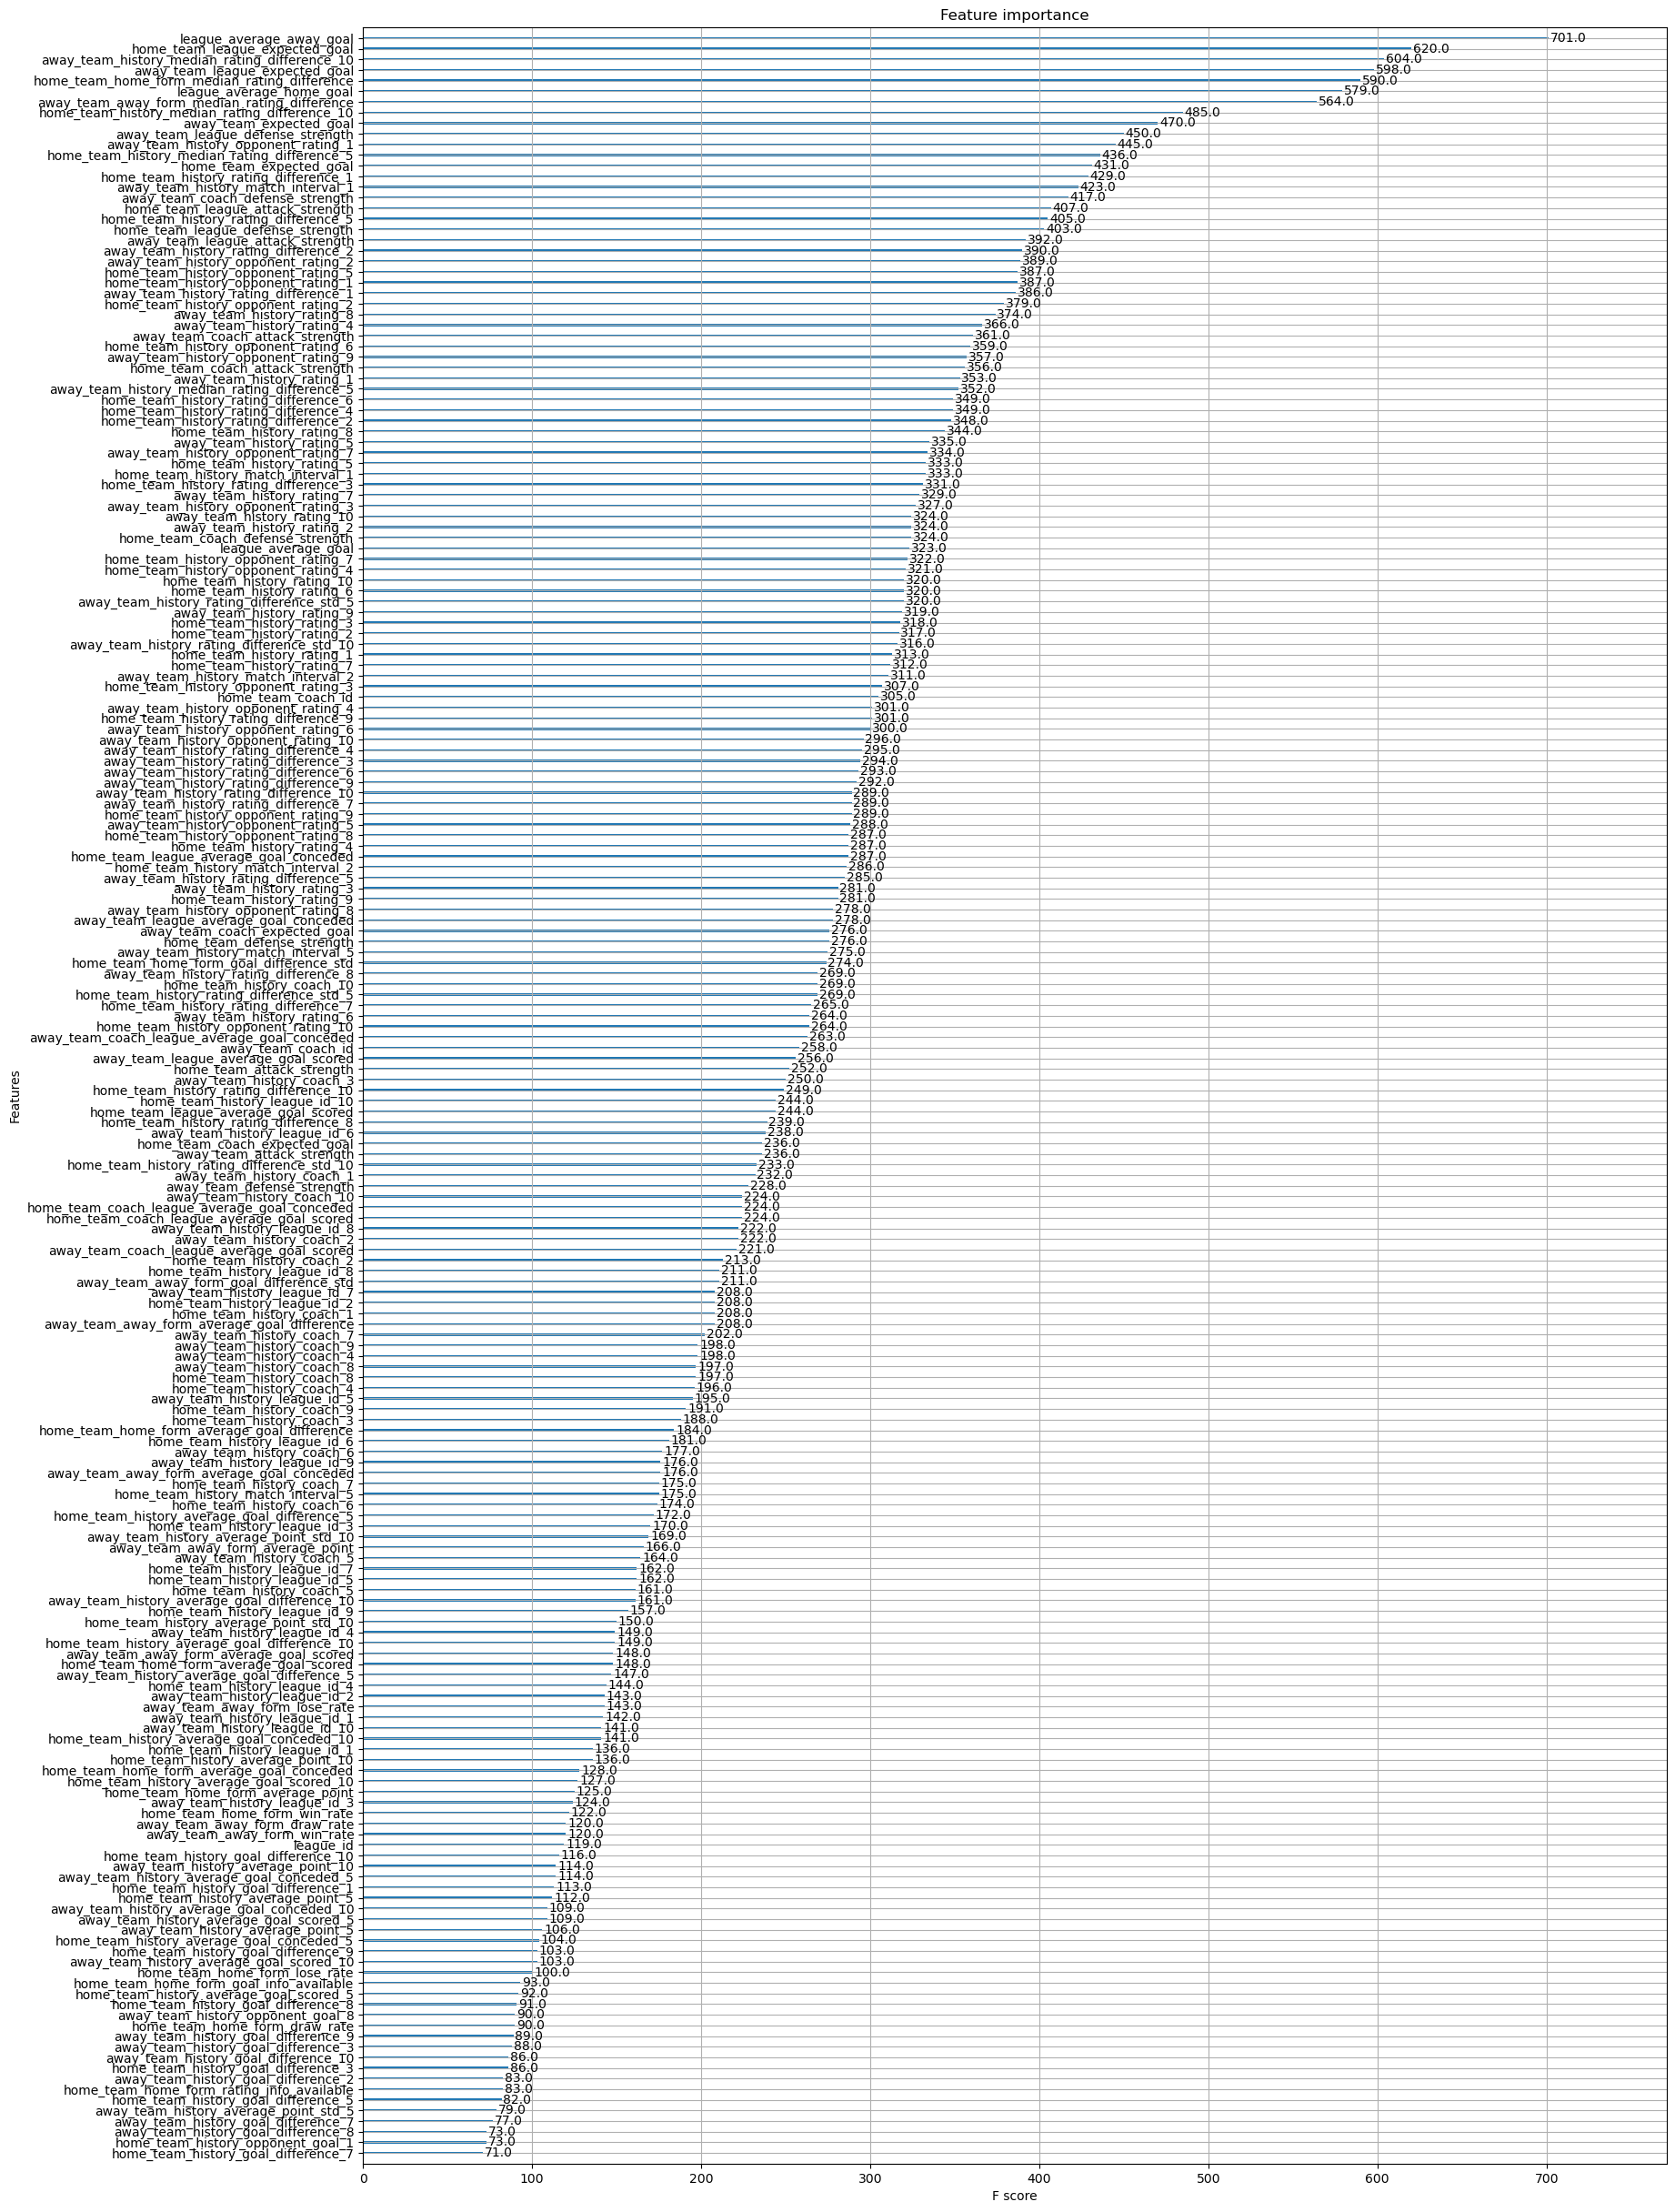 Feature importance
league_average_away_goal 701.0
home_team_league_expected_goal 620.0
away_team_history_median_rating_difference_10 604.0
away_team_league_expected_goal 598.0
home_team_home_form_median_rating_difference 590.0
league_average_home_goal 579.0
away_team_away_form_median_rating_difference 564.0
home_team_history_median_rating_difference_10 485.0
away_team_expected_goal 470.0
away_team_league_defense_strength 450.0
away_team_history_opponent_rating_1 445.0
home_team_history_median_rating_difference_5 436.0
home_team_expected_goal 431.0
home_team_history_rating_difference_1 429.0
away_team_history_match_interval_1 423.0
away_team_coach_defense_strength 417.0
home_team_league_attack_strength 407.0
home_team_history_rating_difference_5 405.0
home_team_league_defense_strength 403.0
away_team_league_attack_strength 392.0
away_team_history_rating_difference_2 390.0
away_team_history_opponent_rating_2 389.0
home_team_history_opponent_rating_5 387.0
home_team_history_opponent_rating_1 387.0
away_team_history_rating_difference_1 386.0
home_team_history_opponent_rating_2 379.0
away_team_history_rating_8 374.0
away_team_history_rating_4 366.0
away_team_coach_attack_strength 361.0
home_team_history_opponent_rating_6 359.0
away_team_history_opponent_rating_9 357.0
home_team_coach_attack_strength 356.0
away_team_history_rating_1 353.0
away_team_history_median_rating_difference_5 352.0
home_team_history_rating_difference_6 349.0
home_team_history_rating_difference_4 349.0
home_team_history_rating_difference_2 348.0
home_team_history_rating_8 344.0
away_team_history_rating_5 335.0
away_team_history_opponent_rating_7 334.0
home_team_history_rating_5 333.0
home_team_history_match_interval_1 333.0
home_team_history_rating_difference_3 331.0
away_team_history_rating_7 329.0
away_team_history_opponent_rating_3 327.0
away_team_history_rating_10 324.0
away_team_history_rating_2 324.0
home_team_coach_defense_strength 324.0
league_average_goal 323.0
home_team_history_opponent_rating_7 322.0
home_team_history_opponent_rating_4 321.0
home_team_history_rating_10 320.0
home_team_history_rating_6 320.0
away_team_history_rating_difference_std_5 320.0
away_team_history_rating_9 319.0
home_team_history_rating_3 318.0
home_team_history_rating_2 317.0
away_team_history_rating_difference_std_10 316.0
home_team_history_rating_1 313.0
home_team_history_rating_7 312.0
away_team_history_match_interval_2 311.0
home_team_history_opponent_rating_3 307.0
home_team_coach_id 305.0
away_team_history_opponent_rating_4 301.0
home_team_history_rating_difference_9 301.0
away_team_history_opponent_rating_6 300.0
away_team_history_opponent_rating_10 296.0
away_team_history_rating_difference_4 295.0
away_team_history_rating_difference_3 294.0
away_team_history_rating_difference_6 293.0
away_team_history_rating_difference_9 292.0
away_team_history_rating_difference_10 289.0
away_team_history_rating_difference_7 289.0
home_team_history_opponent_rating_9 289.0
away_team_history_opponent_rating_5 288.0
home_team_history_opponent_rating_8 287.0
home_team_history_rating_4 287.0
home_team_league_average_goal_conceded 287.0
home_team_history_match_interval_2 286.0
away_team_history_rating_difference_5 285.0
away_team_history_rating_3 281.0
home_team_history_rating_9 281.0
away_team_history_opponent_rating_8 278.0
away_team_league_average_goal_conceded 278.0
away_team_coach_expected_goal 276.0
home_team_defense_strength 276.0
away_team_history_match_interval_5 275.0
home_team_home_form_goal_difference_std 274.0
away_team_history_rating_difference_8 269.0
home_team_history_coach_10 269.0
home_team_history_rating_difference_std_5 269.0
home_team_history_rating_difference_7 265.0
away_team_history_rating_6 264.0
home_team_history_opponent_rating_10 264.0
away_team_coach_league_average_goal_conceded 263.0
away_team_coach_id 258.0
away_team_league_average_goal_scored 256.0
home_team_attack_strength 252.0
away_team_history_coach_3 250.0
home_team_history_rating_difference_10 249.0
home_team_history_league_id_10 244.0
home_team_league_average_goal_scored 244.0
home_team_history_rating_difference_8 239.0
away_team_history_league_id_6 238.0
home_team_coach_expected_goal 236.0
away_team_attack_strength 236.0
home_team_history_rating_difference_std_10 233.0
away_team_history_coach_1 232.0
away_team_defense_strength 228.0
away_team_history_coach_10 224.0
home_team_coach_league_average_goal_conceded 224.0
home_team_coach_league_average_goal_scored 224.0
away_team_history_league_id_8 222.0
away_team_history_coach_2 222.0
away_team_coach_league_average_goal_scored 221.0
home_team_history_coach_2 213.0
home_team_history_league_id_8 211.0
away_team_away_form_goal_difference_std 211.0
away_team_history_league_id_7 208.0
home_team_history_league_id_2 208.0
home_team_history_coach_1 208.0
away_team_away_form_average_goal_difference 208.0
away_team_history_coach_7 202.0
away_team_history_coach_9 198.0
away_team_history_coach_4 198.0
away_team_history_coach_8 197.0
home_team_history_coach_8 197.0
home_team_history_coach_4 196.0
away_team_history_league_id_5 195.0
home_team_history_coach_9 191.0
home_team_history_coach_3 188.0
home_team_home_form_average_goal_difference 184.0
home_team_history_league_id_6 181.0
away_team_history_coach_6 177.0
away_team_history_league_id_9 176.0
away_team_away_form_average_goal_conceded 176.0
home_team_history_coach_7 175.0
home_team_history_match_interval_5 175.0
home_team_history_coach_6 174.0
home_team_history_average_goal_difference_5 172.0
home_team_history_league_id_3 170.0
away_team_history_average_point_std_10 169.0
away_team_away_form_average_point 166.0
away_team_history_coach_5 164.0
home_team_history_league_id_7 162.0
home_team_history_league_id_5 162.0
home_team_history_coach_5 161.0
away_team_history_average_goal_difference_10 161.0
home_team_history_league_id_9 157.0
home_team_history_average_point_std_10 150.0
away_team_history_league_id_4 149.0
home_team_history_average_goal_difference_10 149.0
away_team_away_form_average_goal_scored 148.0
home_team_home_form_average_goal_scored 148.0
away_team_history_average_goal_difference_5 147.0
home_team_history_league_id_4 144.0
away_team_history_league_id_2 143.0
away_team_away_form_lose_rate 143.0
away_team_history_league_id_1 142.0
away_team_history_league_id_10 141.0
home_team_history_average_goal_conceded_10 141.0
home_team_history_league_id_1 136.0
home_team_history_average_point_10 136.0
home_team_home_form_average_goal_conceded 128.0
home_team_history_average_goal_scored_10 127.0
home_team_home_form_average_point 125.0
away_team_history_league_id_3 124.0
home_team_home_form_win_rate 122.0
away_team_away_form_draw_rate 120.0
away_team_away_form_win_rate 120.0
league_id 119.0
home_team_history_goal_difference_10 116.0
away_team_history_average_point_10 114.0
away_team_history_average_goal_conceded_5 114.0
home_team_history_goal_difference_1 113.0
home_team_history_average_point_5 112.0
away_team_history_average_goal_conceded_10 109.0
away_team_history_average_goal_scored_5 109.0
away_team_history_average_point_5 106.0
home_team_history_average_goal_conceded_5 104.0
home_team_history_goal_difference_9 103.0
away_team_history_average_goal_scored_10 103.0
home_team_home_form_lose_rate 100.0
home_team_home_form_goal_info_available 93.0
home_team_history_average_goal_scored_5 92.0
home_team_history_goal_difference_8 91.0
away_team_history_opponent_goal_8 90.0
home_team_home_form_draw_rate 90.0
away_team_history_goal_difference_9 89.0
away_team_history_goal_difference_3 88.0
away_team_history_goal_difference_10 86.0
home_team_history_goal_difference_3 86.0
away_team_history_goal_difference_2 83.0
home_team_home_form_rating_info_available 83.0
home_team_history_goal_difference_5 82.0
away_team_history_average_point_std_5 79.0
away_team_history_goal_difference_7 77.0
away_team_history_goal_difference_8 73.0
home_team_history_opponent_goal_1 73.0
home_team_history_goal_difference_7 71.0
Features
0 100 200 300 400 500 600 700
F score